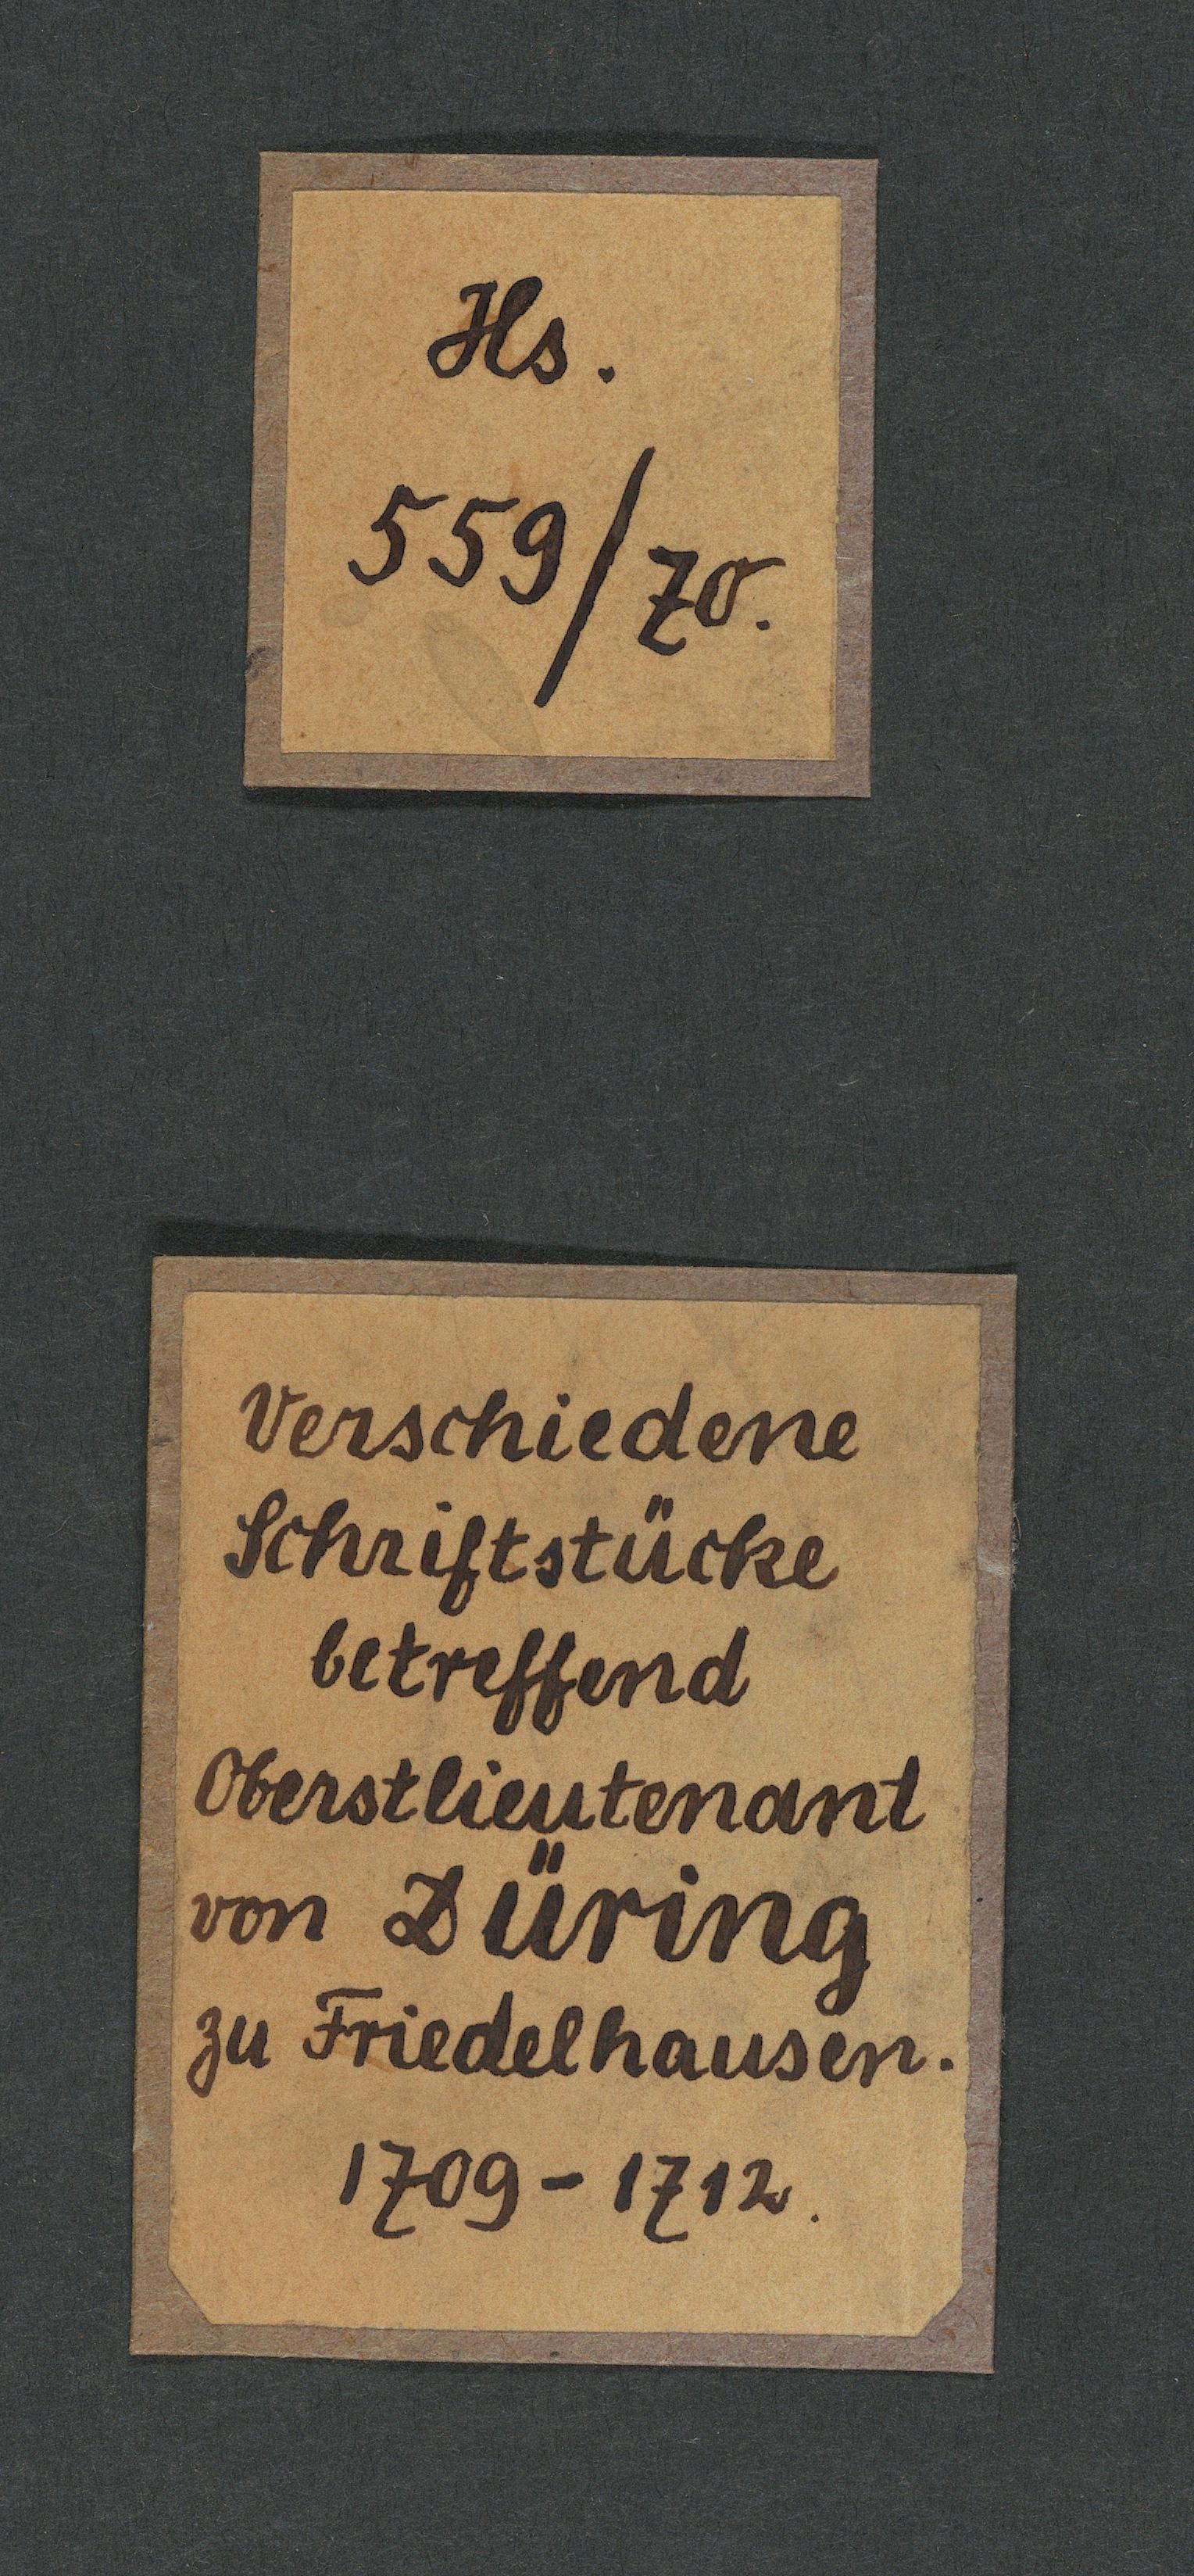 Hs.
559/70.
Verschiedene
Schriftstücke
betreffend
Oberstlieutenant
von Düring
zu Friedelhausen.
1709-1712.